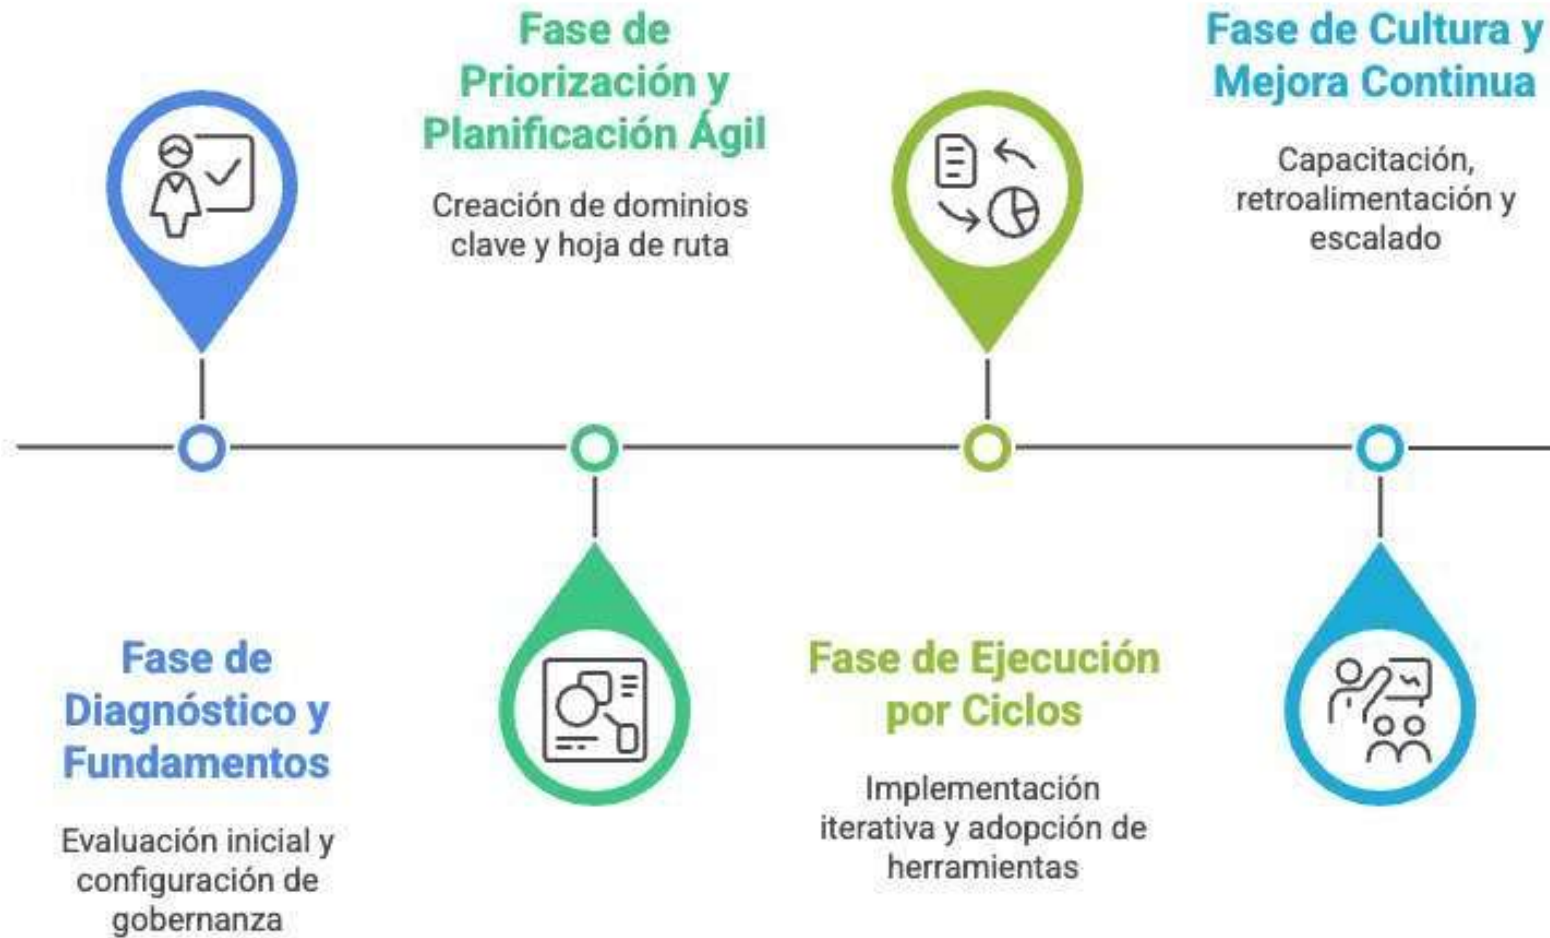 Fase de
Diagnóstico y
Fundamentos
Evaluación inicial y
configuración de
gobernanza
Fase de
Priorización y
Planificación Ágil
Creación de dominios
clave y hoja de ruta
Fase de Ejecución
por Ciclos
Implementación
iterativa y adopción de
herramientas
Fase de Cultura y
Mejora Continua
Capacitación,
retroalimentación y
escalado